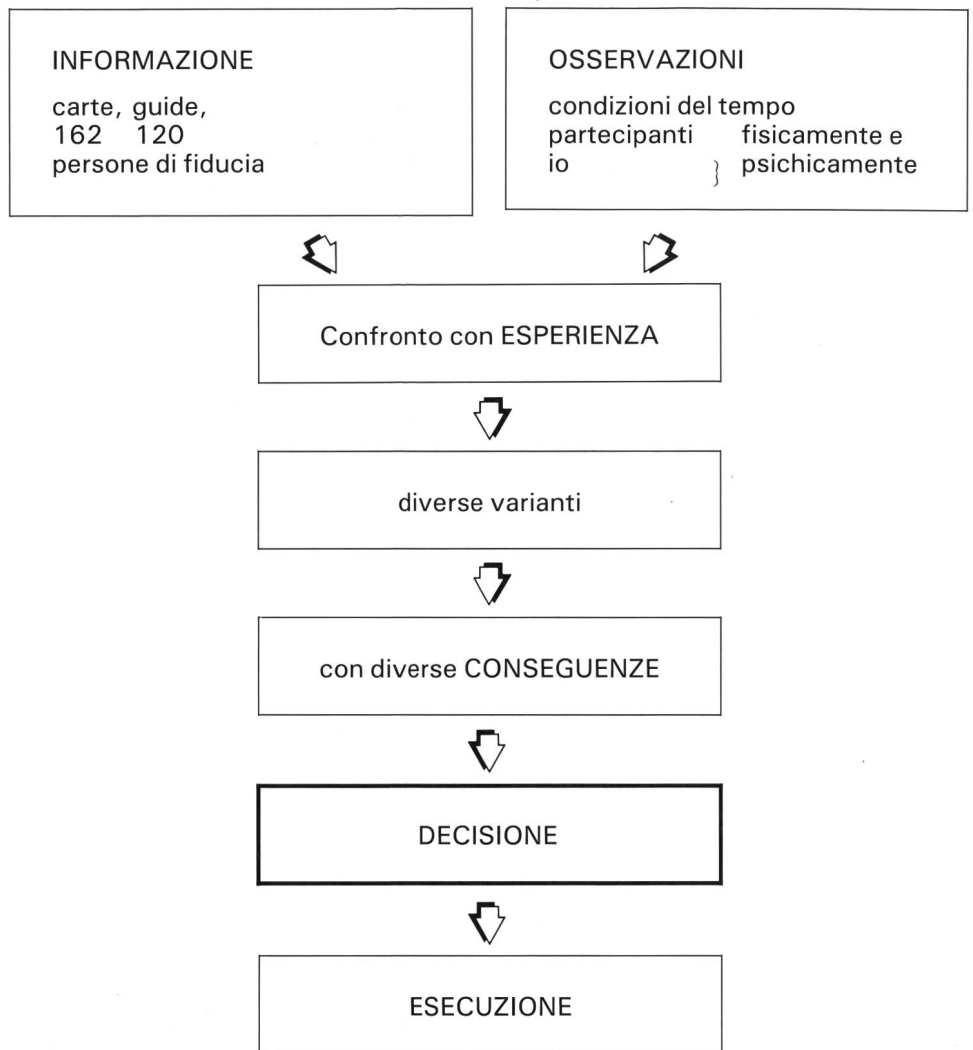 INFORMAZIONE
carte, guide,
162 120
persone di fiducia
OSSERVAZIONI
condizioni del tempo
partecipanti fisicamente e
io } psichicamente
Confronto con ESPERIENZA
diverse varianti
con diverse CONSEGUENZE
DECISIONE
ESECUZIONE